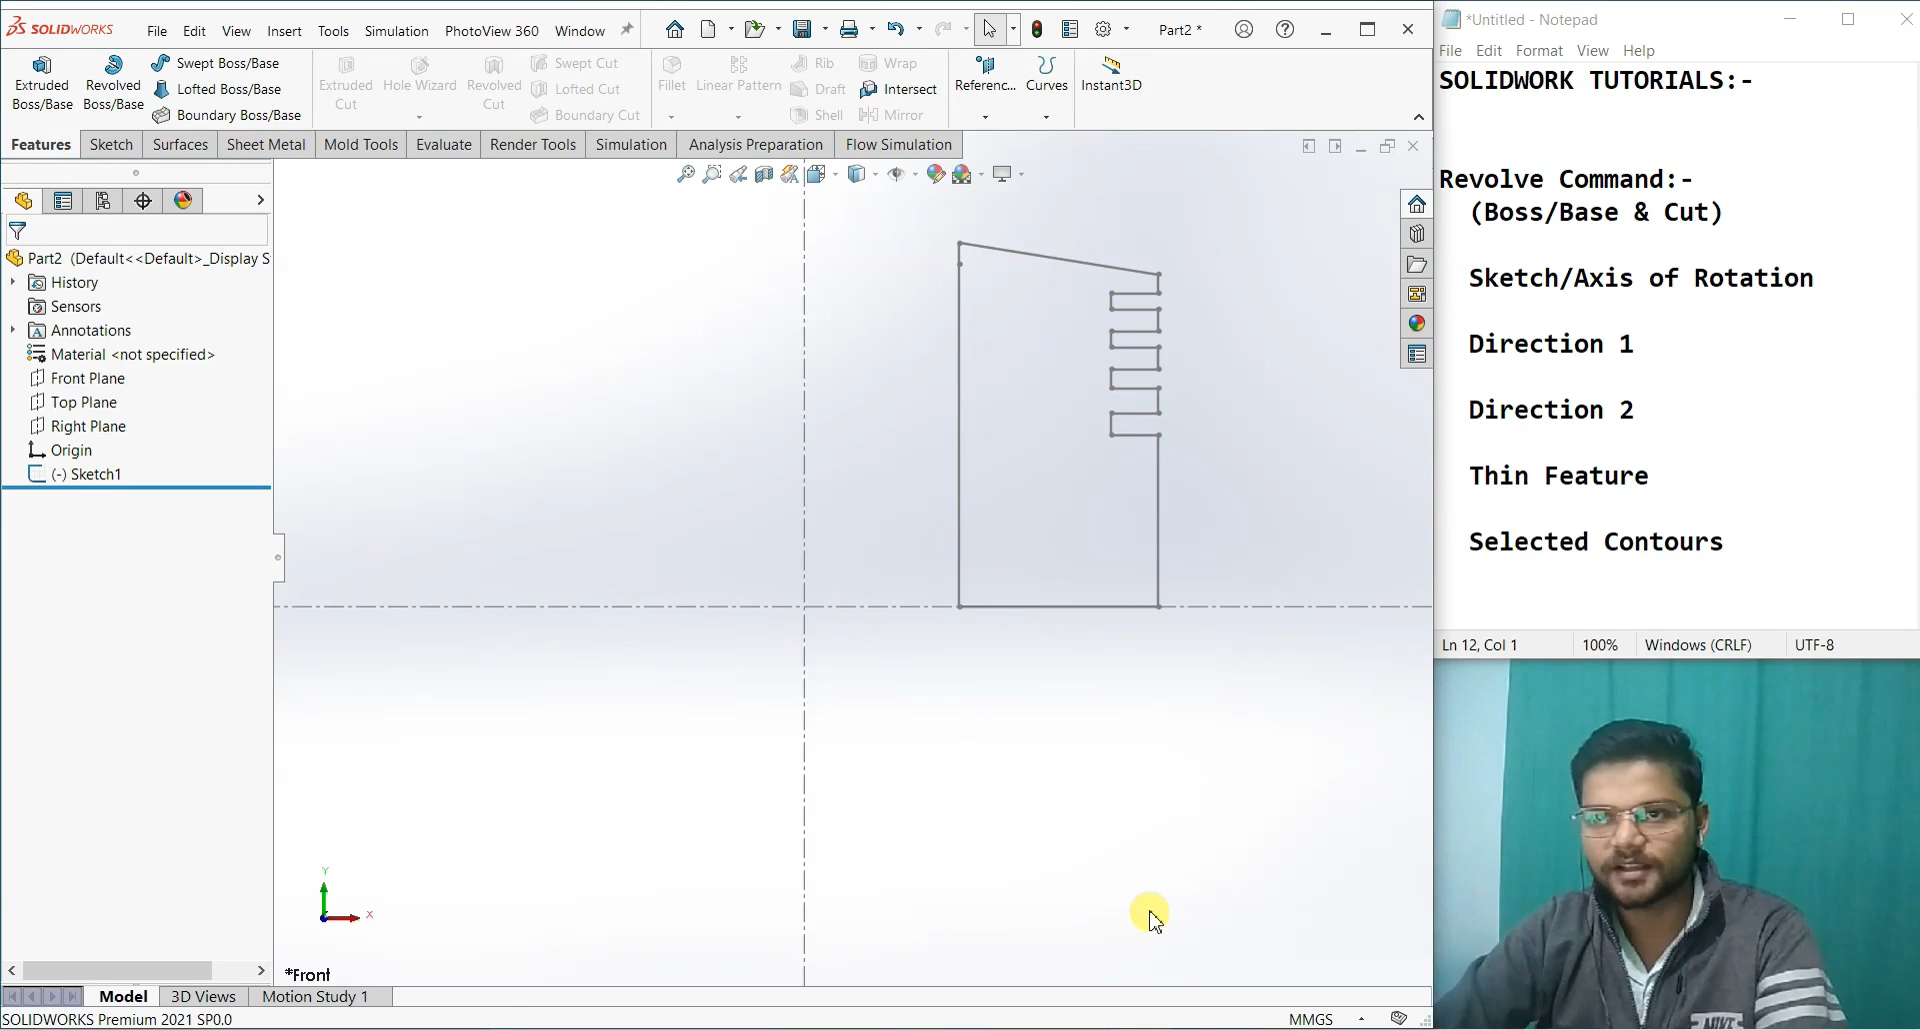 SOLIDWORKS File Edit View Insert Tools Simulation PhotoView 360 Window Part2 *
Extruded Boss/Base
Revolved Boss/Base
Swept Boss/Base
Lofted Boss/Base
Boundary Boss/Base
Extruded Cut
Hole Wizard
Revolved Cut
Swept Cut
Lofted Cut
Boundary Cut
Fillet
Linear Pattern
Rib
Draft
Shell
Wrap
Intersect
Mirror
Referenc...
Curves
Instant3D
Features Sketch Surfaces Sheet Metal Mold Tools Evaluate Render Tools Simulation Analysis Preparation Flow Simulation
Part2 (Default<<Default>_Display S
History
Sensors
Annotations
Material <not specified>
Front Plane
Top Plane
Right Plane
Origin
(-) Sketch1
Y
X
*Front
Model 3D Views Motion Study 1
SOLIDWORKS Premium 2021 SP0.0
MMGS
*Untitled - Notepad
File Edit Format View Help
SOLIDWORK TUTORIALS:-
Revolve Command:-
(Boss/Base & Cut)
Sketch/Axis of Rotation
Direction 1
Direction 2
Thin Feature
Selected Contours
Ln 12, Col 1 100% Windows (CRLF) UTF-8
NIKE